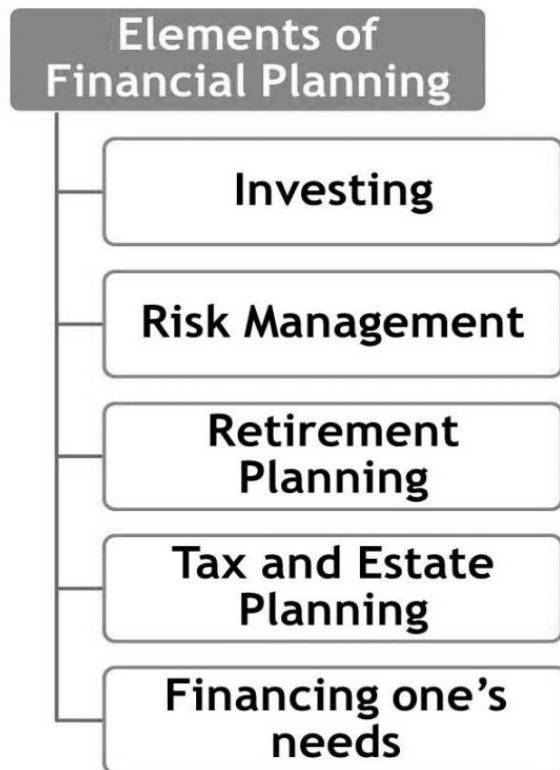 Elements of
Financial Planning
Investing
Risk Management
Retirement
Planning
Tax and Estate
Planning
Financing one's
needs